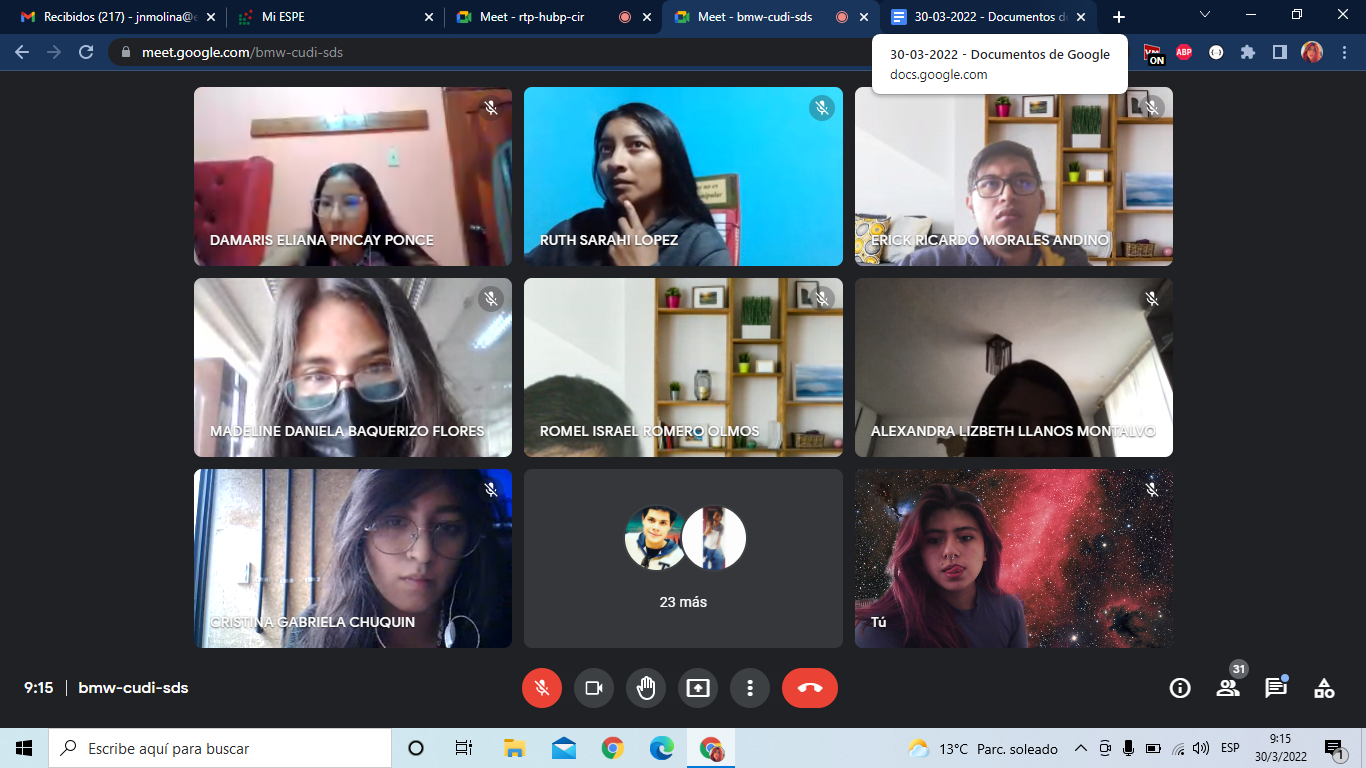 Recibidos (217) - jnmolina@e
Mi ESPE
Meet - rtp-hubp-cir
Meet - bmw-cudi-sds
30-03-2022 - Documentos d
meet.google.com/bmw-cudi-sds
30-03-2022 - Documentos de Google
docs.google.com
ABP
ON
DAMARIS ELIANA PINCAY PONCE
RUTH SARAHI LOPEZ
ERICK RICARDO MORALES ANDINO
MADELINE DANIELA BAQUERIZO FLORES
ROMEL ISRAEL ROMERO OLMOS
ALEXANDRA LIZBETH LLANOS MONTALVO
CRISTINA GABRIELA CHUQUIN
23 más
Tú
9:15 | bmw-cudi-sds
31
Escribe aquí para buscar
13°C Parc. soleado
ESP
9:15
30/3/2022
1